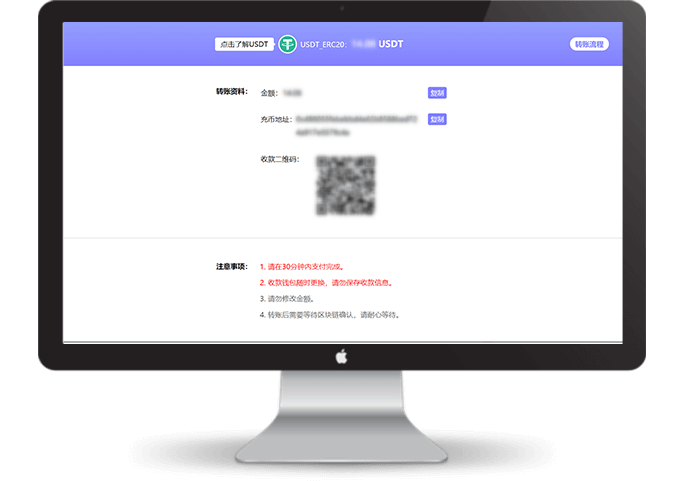 点击了解USDT USDT_ERC20: USDT 转账流程
转账资料: 金额: 复制
充币地址: 复制
收款二维码:
注意事项: 1. 请在30分钟内支付完成。
2. 收款钱包随时更换，请勿保存收款信息。
3. 请勿修改金额。
4. 转账后需要等待区块链确认，请耐心等待。